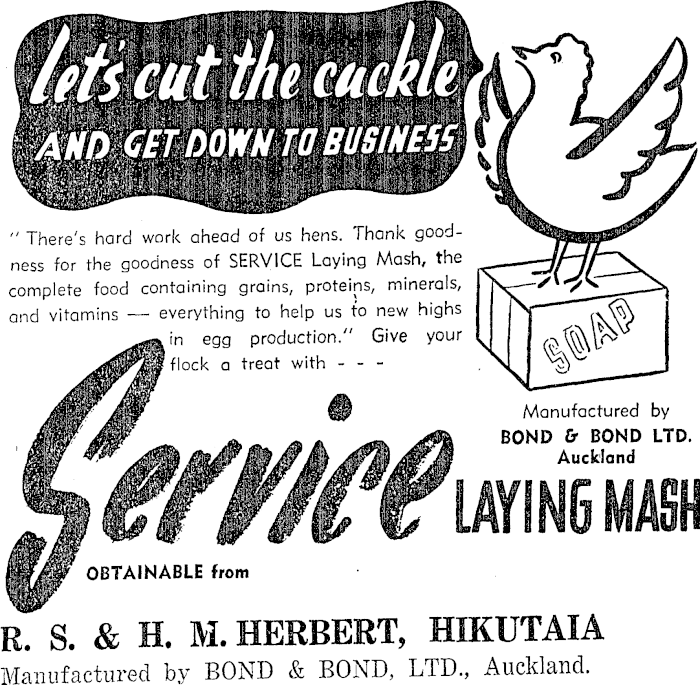 let's cut the cackle
AND GET DOWN TO BUSINESS
" There's hard work ahead of us hens. Thank good-
ness for the goodness of SERVICE Laying Mash, the
complete food containing grains, proteins, minerals,
and vitamins — everything to help us to new highs
in egg production." Give your
flock a treat with - - -
SOAP
Manufactured by
BOND & BOND LTD.
Auckland
Service
LAYING MASH
OBTAINABLE from
R. S. & H. M. HERBERT, HIKUTAIA
Manufactured by BOND & BOND, LTD., Auckland.